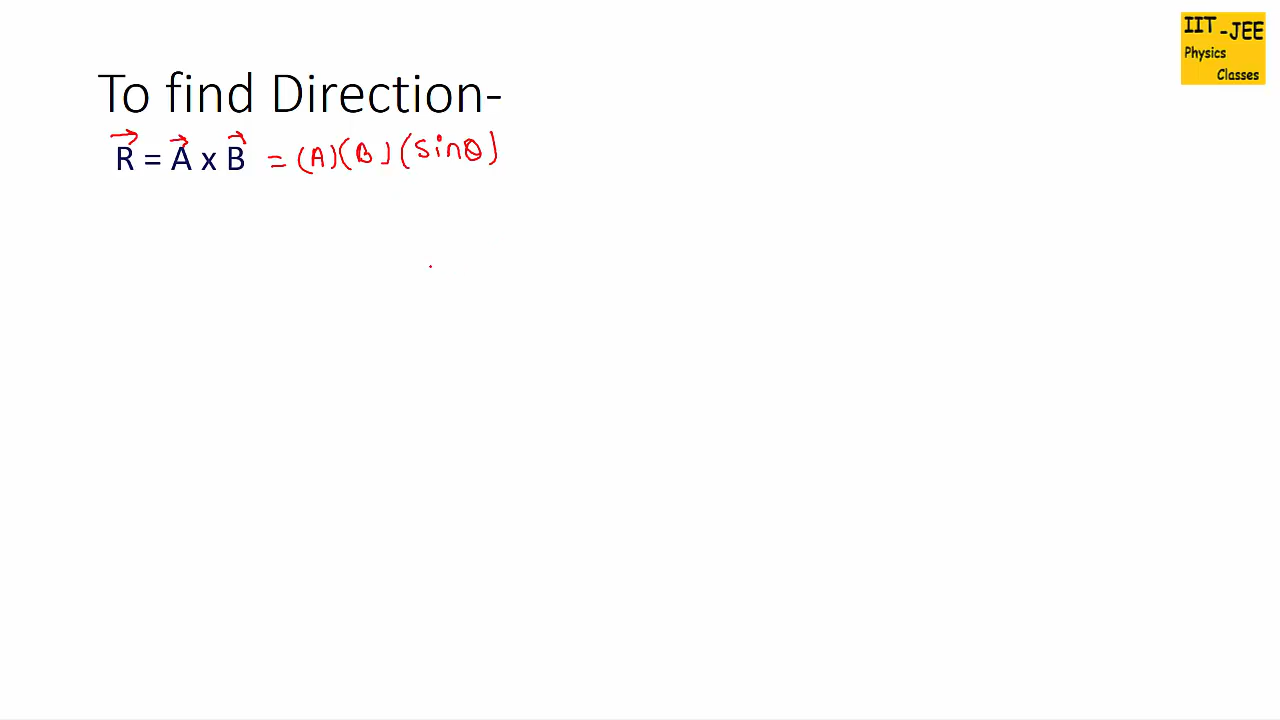 IIT -JEE
Physics
Classes
To find Direction-
R⃗ = A⃗ x B⃗ = (A)(B)(sinθ)